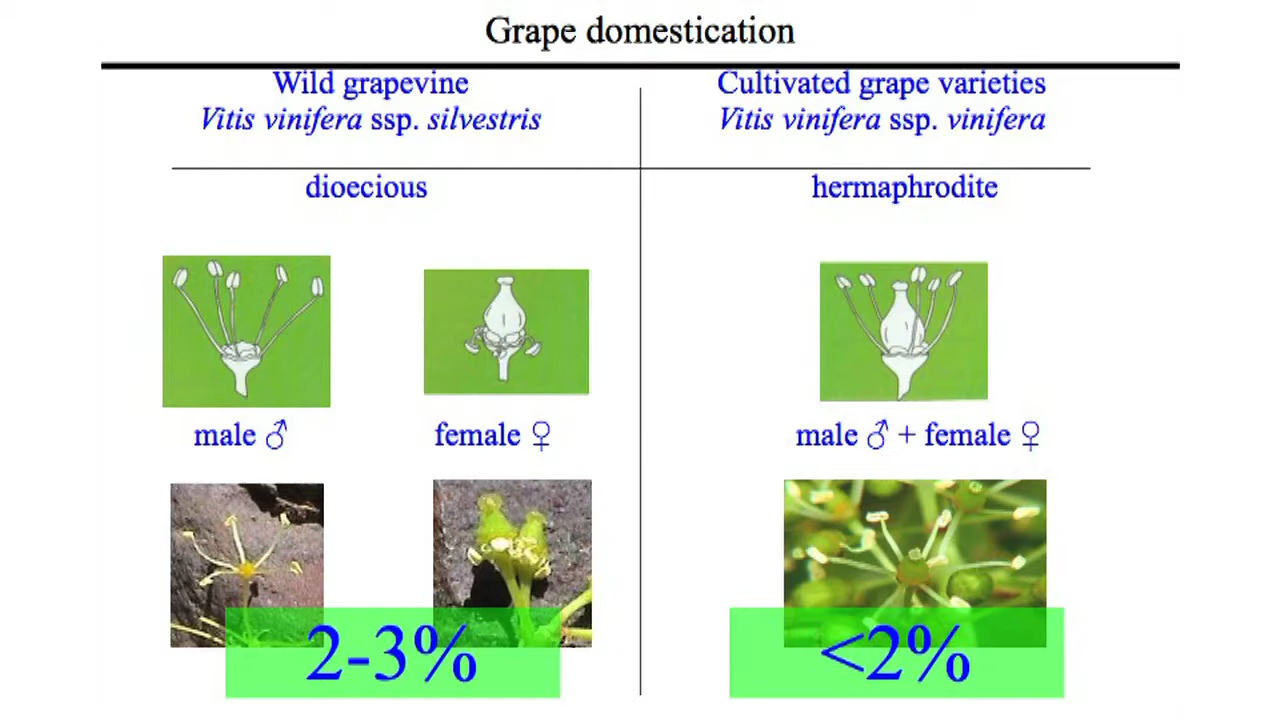 Grape domestication
Wild grapevine
Vitis vinifera ssp. silvestris
dioecious
male ♂
female ♀
2-3%
Cultivated grape varieties
Vitis vinifera ssp. vinifera
hermaphrodite
male ♂ + female ♀
<2%